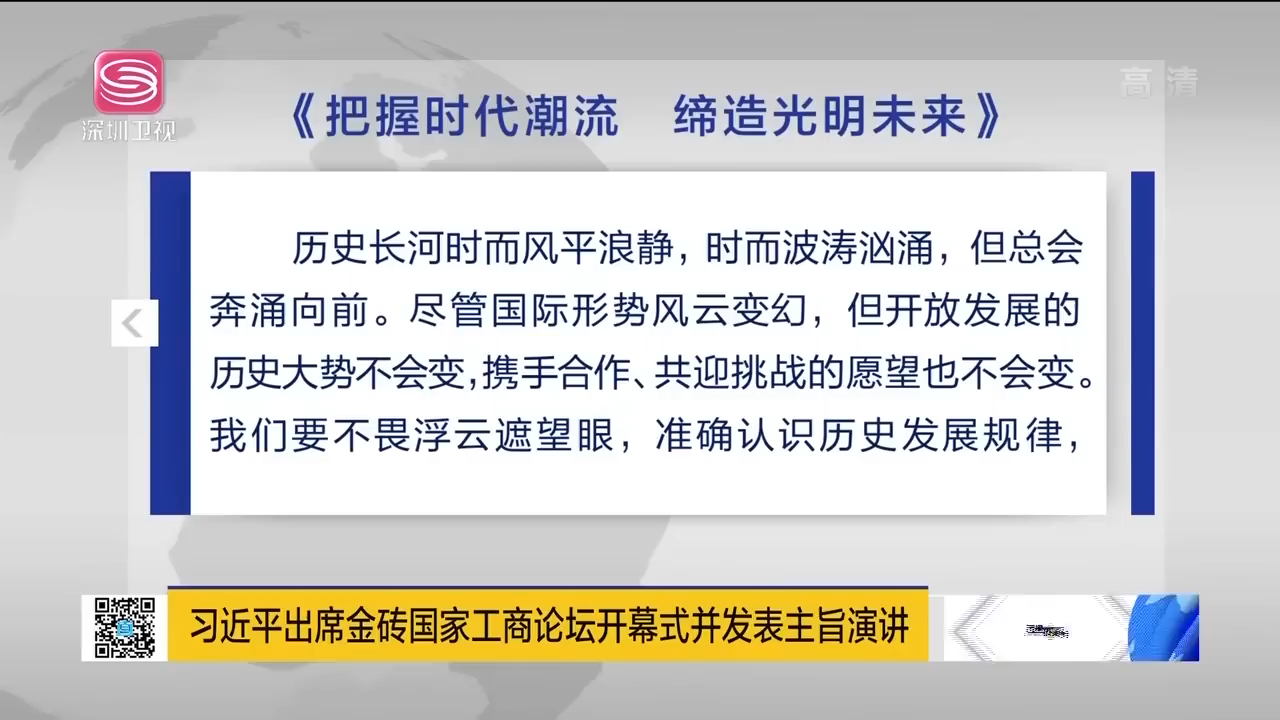 深圳卫视
高清
《把握时代潮流 缔造光明未来》
历史长河时而风平浪静，时而波涛汹涌，但总会
奔涌向前。尽管国际形势风云变幻，但开放发展的
历史大势不会变，携手合作、共迎挑战的愿望也不会变。
我们要不畏浮云遮望眼，准确认识历史发展规律，
习近平出席金砖国家工商论坛开幕式并发表主旨演讲